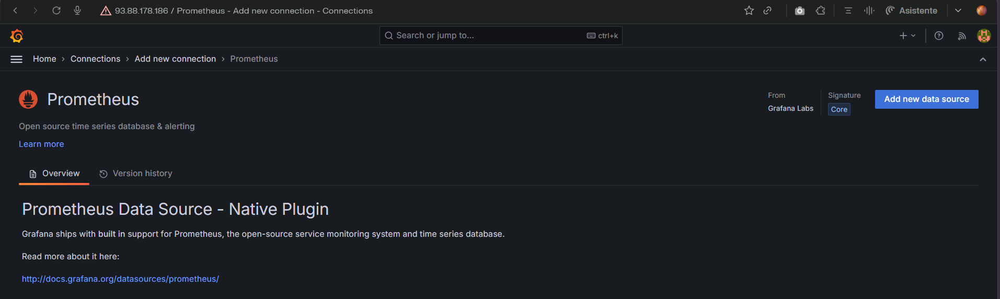 93.88.178.186 / Prometheus - Add new connection - Connections
Asistente
Search or jump to...
ctrl+k
Home › Connections › Add new connection › Prometheus
Prometheus
From
Grafana Labs
Signature
Core
Add new data source
Open source time series database & alerting
Learn more
Overview
Version history
Prometheus Data Source - Native Plugin
Grafana ships with built in support for Prometheus, the open-source service monitoring system and time series database.
Read more about it here:
http://docs.grafana.org/datasources/prometheus/